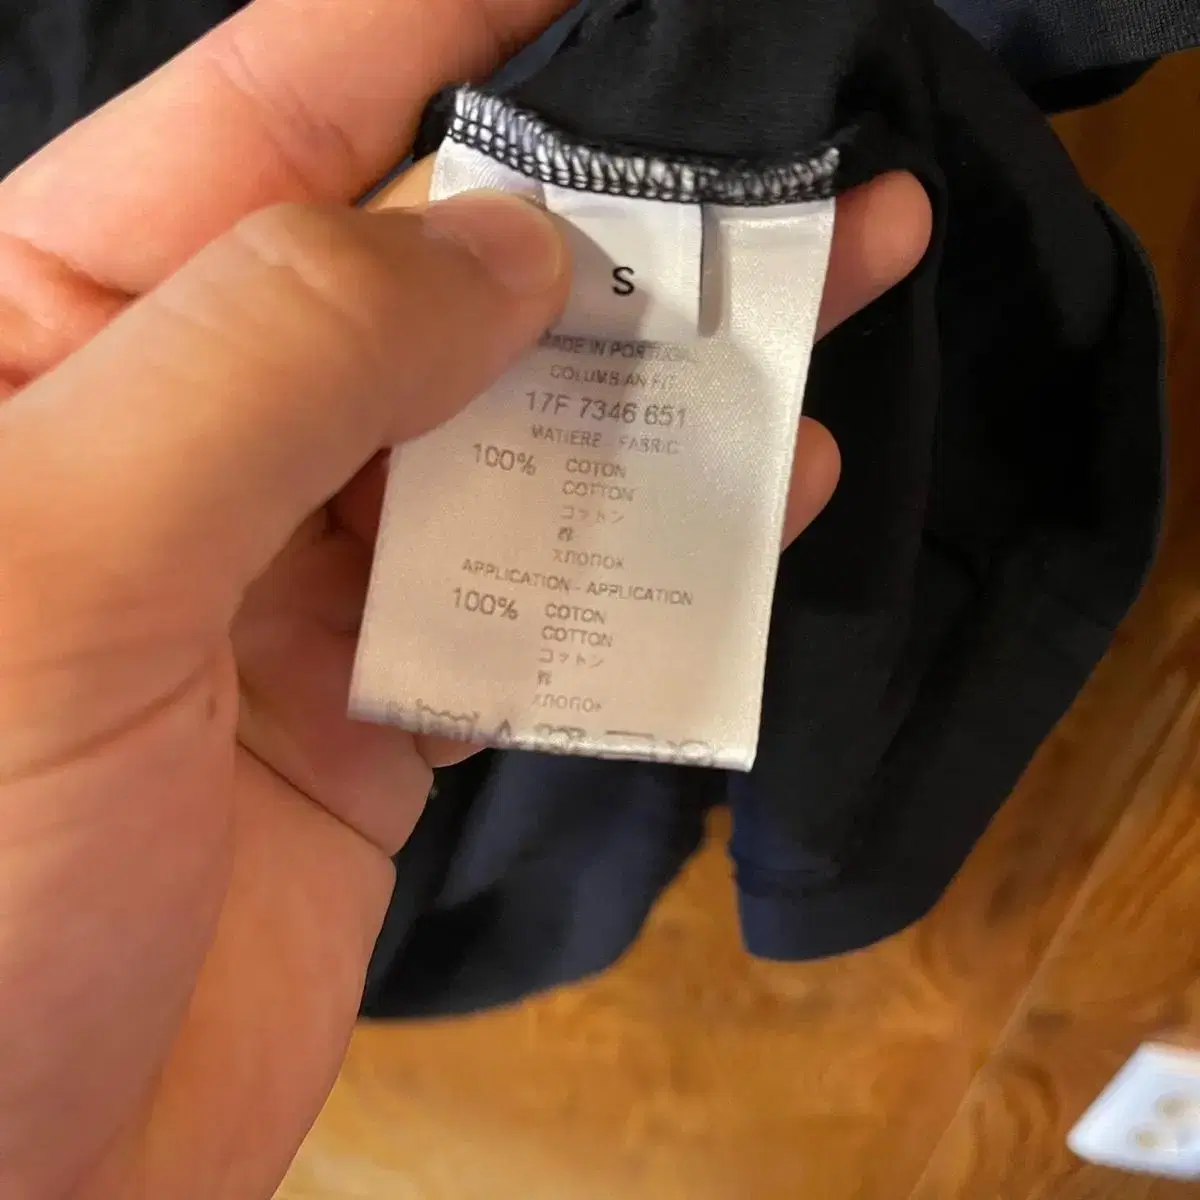 S
MADE IN PORTUGAL
COLUMBIAN FIT
17F 7346 651
MATIERE - FABRIC
100% COTON
COTTON
コットン
棉
хлопок
APPLICATION - APPLICATION
100% COTON
COTTON
コットン
棉
хлопок